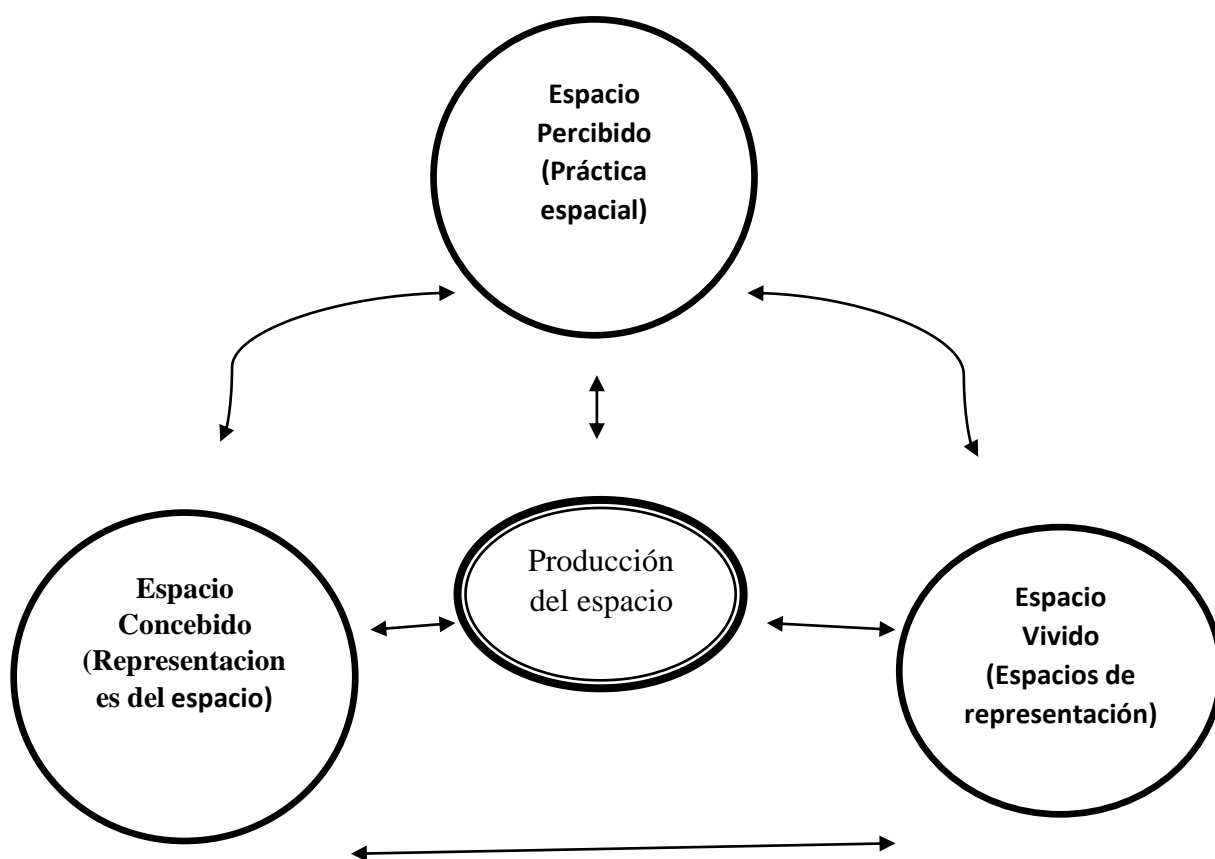 Espacio
Percibido
(Práctica
espacial)
Producción
del espacio
Espacio
Concebido
(Representacion
es del espacio)
Espacio
Vivido
(Espacios de
representación)